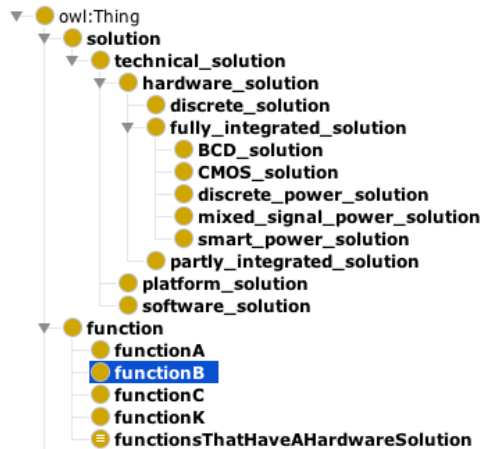 owl:Thing
solution
technical_solution
hardware_solution
discrete_solution
fully_integrated_solution
BCD_solution
CMOS_solution
discrete_power_solution
mixed_signal_power_solution
smart_power_solution
partly_integrated_solution
platform_solution
software_solution
function
functionA
functionB
functionC
functionK
functionsThatHaveAHardwareSolution